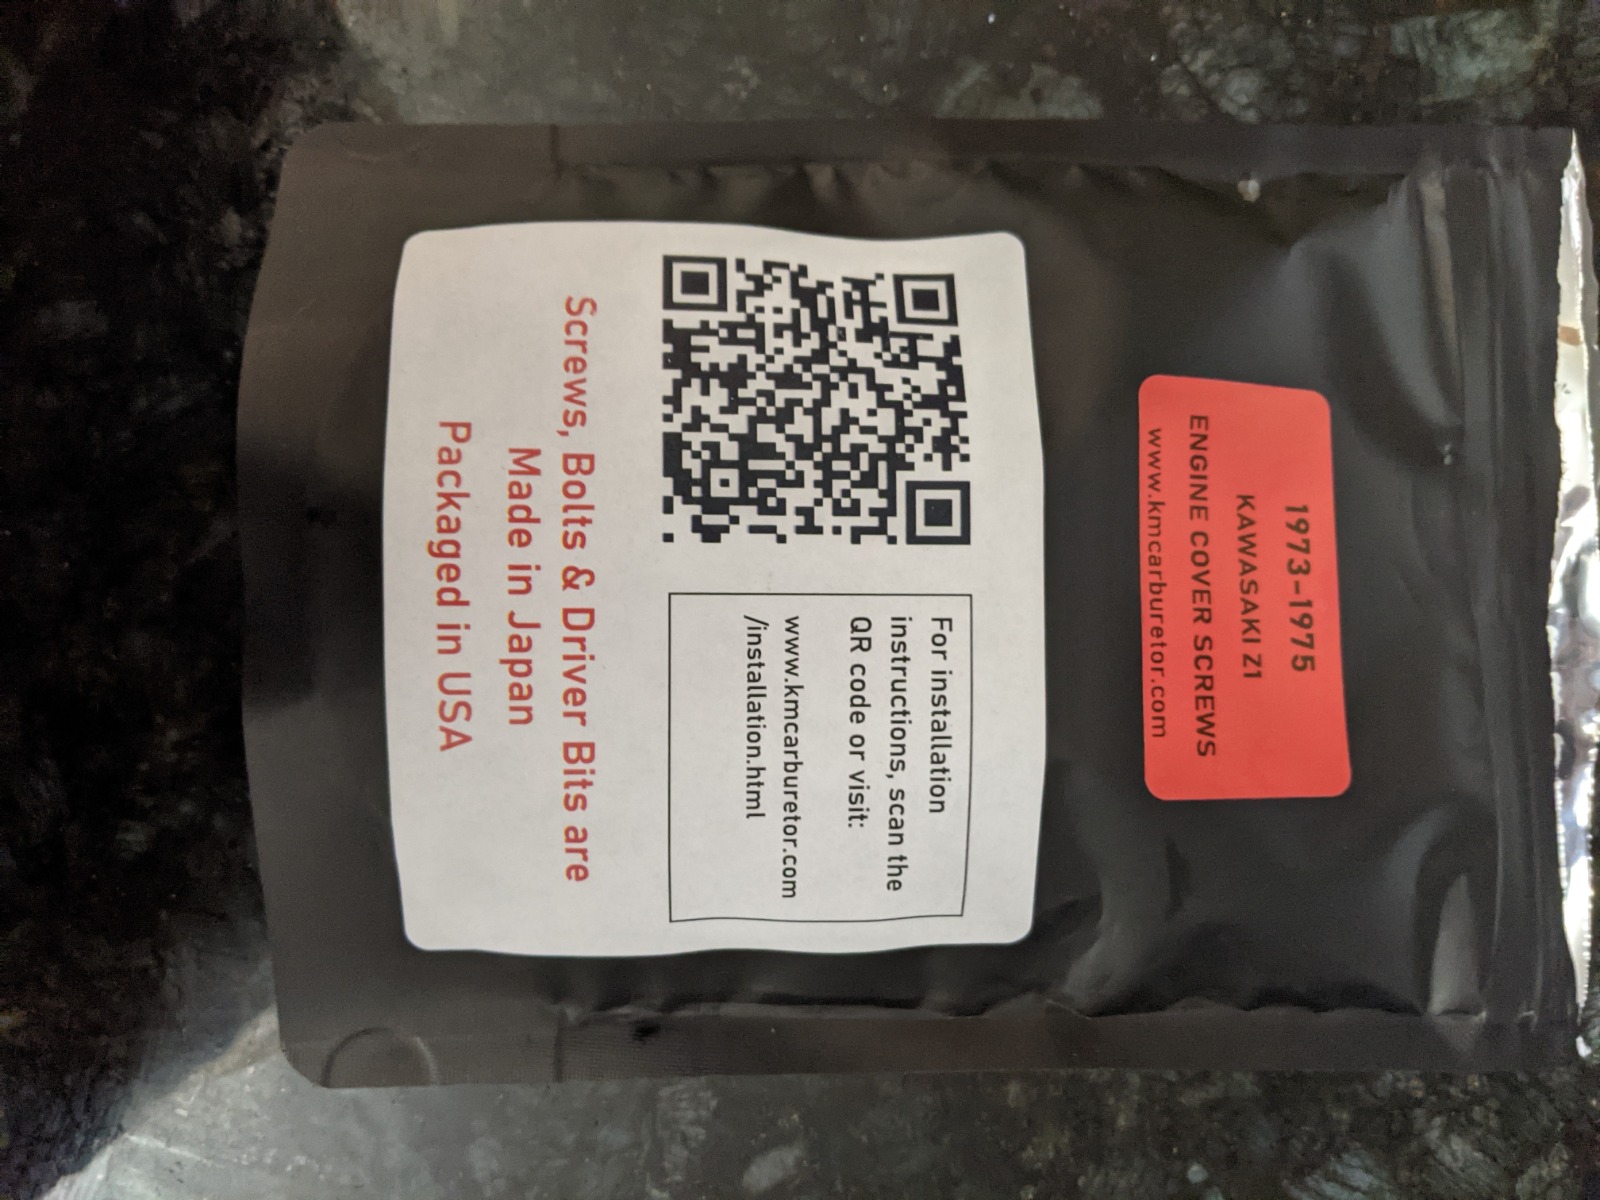 1973-1975
KAWASAKI Z1
ENGINE COVER SCREWS
www.kmcarburetor.com
For installation
instructions, scan the
QR code or visit:
www.kmcarburetor.com
/installation.html
Screws, Bolts & Driver Bits are
Made in Japan
Packaged in USA